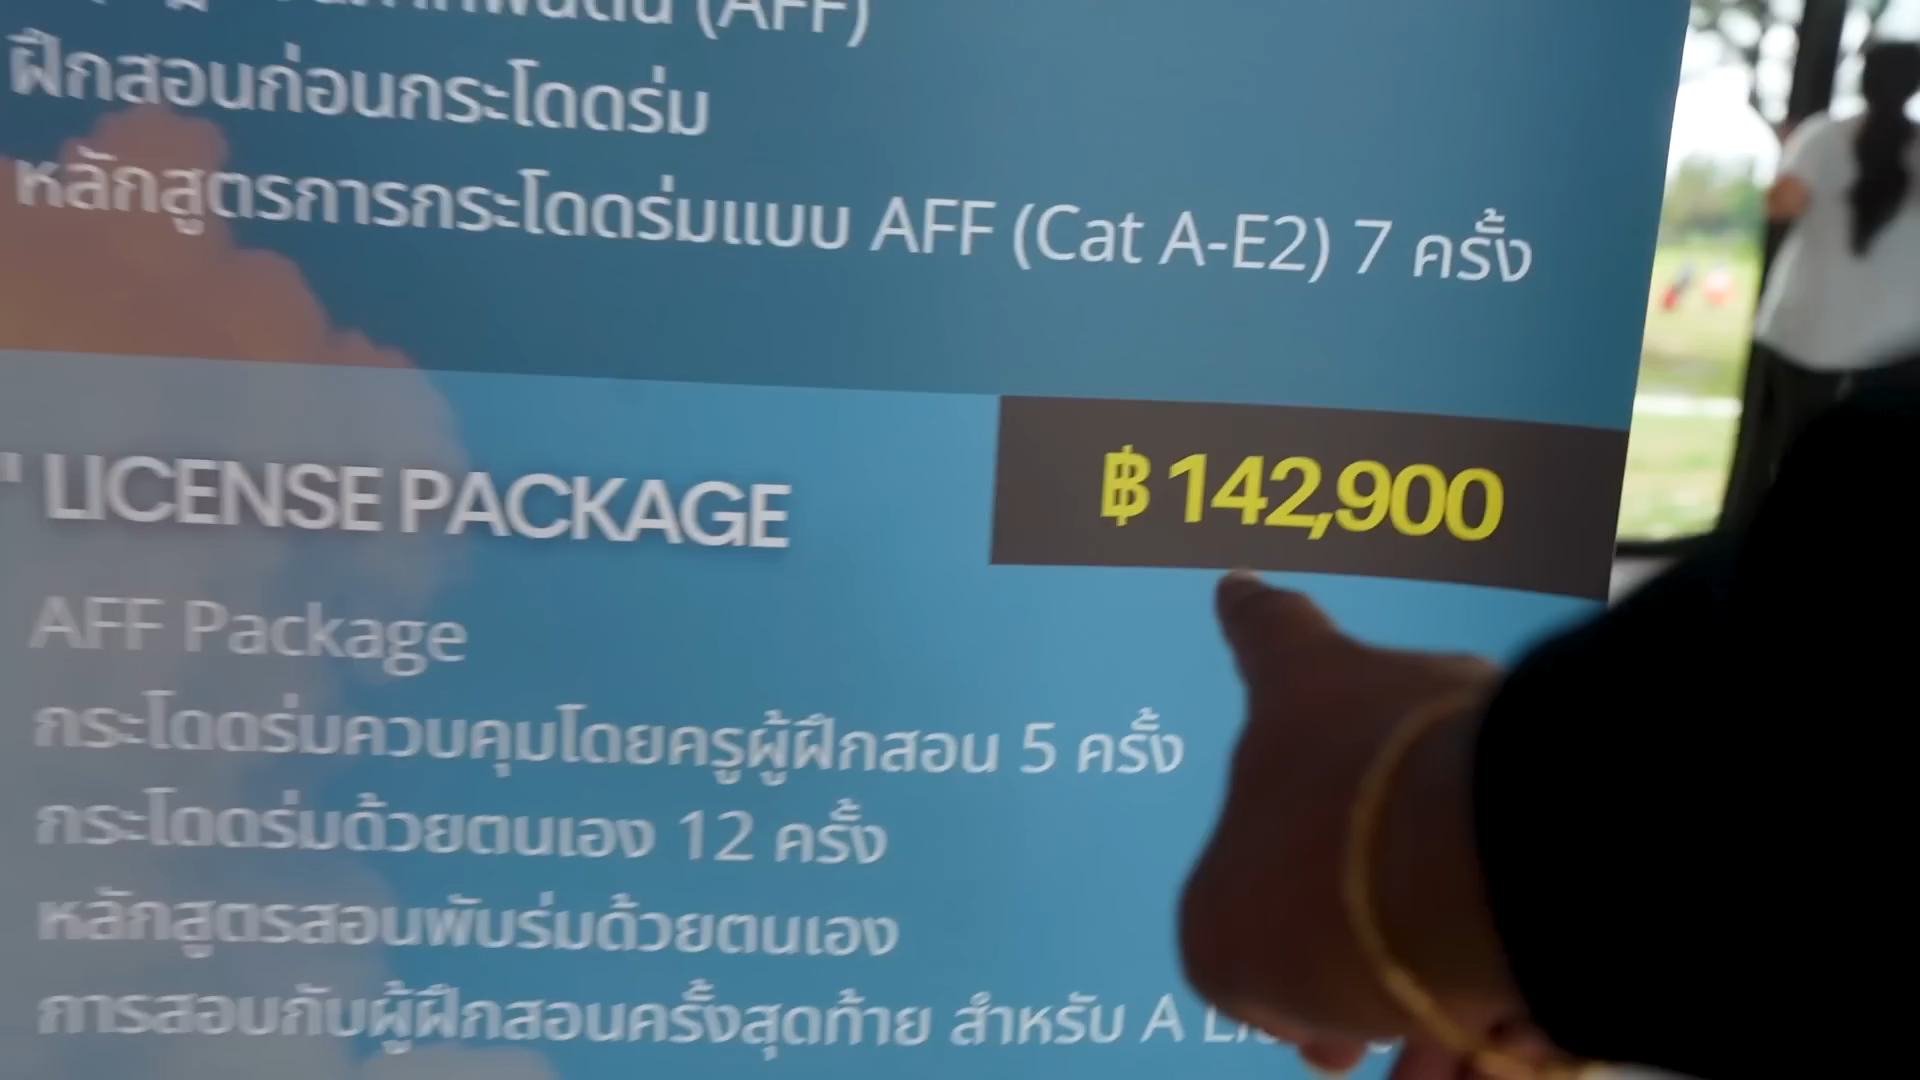 (AFF)
ฝึกสอนก่อนกระโดดร่ม
หลักสูตรการกระโดดร่มแบบ AFF (Cat A-E2) 7 ครั้ง
" LICENSE PACKAGE
฿142,900
AFF Package
กระโดดร่มควบคุมโดยครูผู้ฝึกสอน 5 ครั้ง
กระโดดร่มด้วยตนเอง 12 ครั้ง
หลักสูตรสอนพับร่มด้วยตนเอง
การสอบกับผู้ฝึกสอนครั้งสุดท้าย สำหรับ A